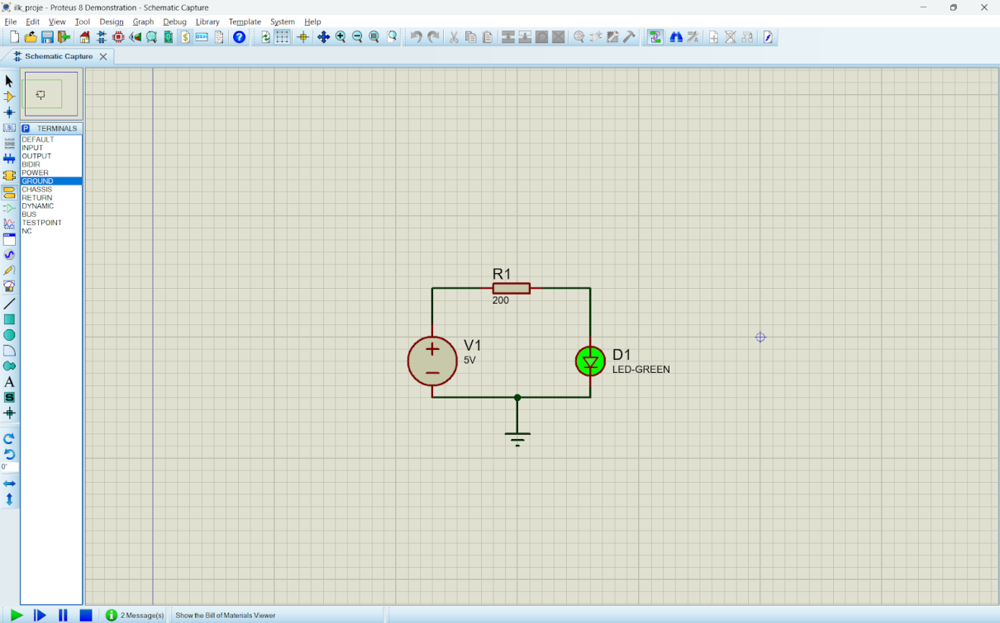 ilk_proje - Proteus 8 Demonstration - Schematic Capture
File Edit View Tool Design Graph Debug Library Template System Help
Schematic Capture
P TERMINALS
DEFAULT
INPUT
OUTPUT
BIDIR
POWER
GROUND
CHASSIS
RETURN
DYNAMIC
BUS
TESTPOINT
NC
A
S
0°
R1
200
V1
5V
D1
LED-GREEN
2 Message(s)
Show the Bill of Materials Viewer